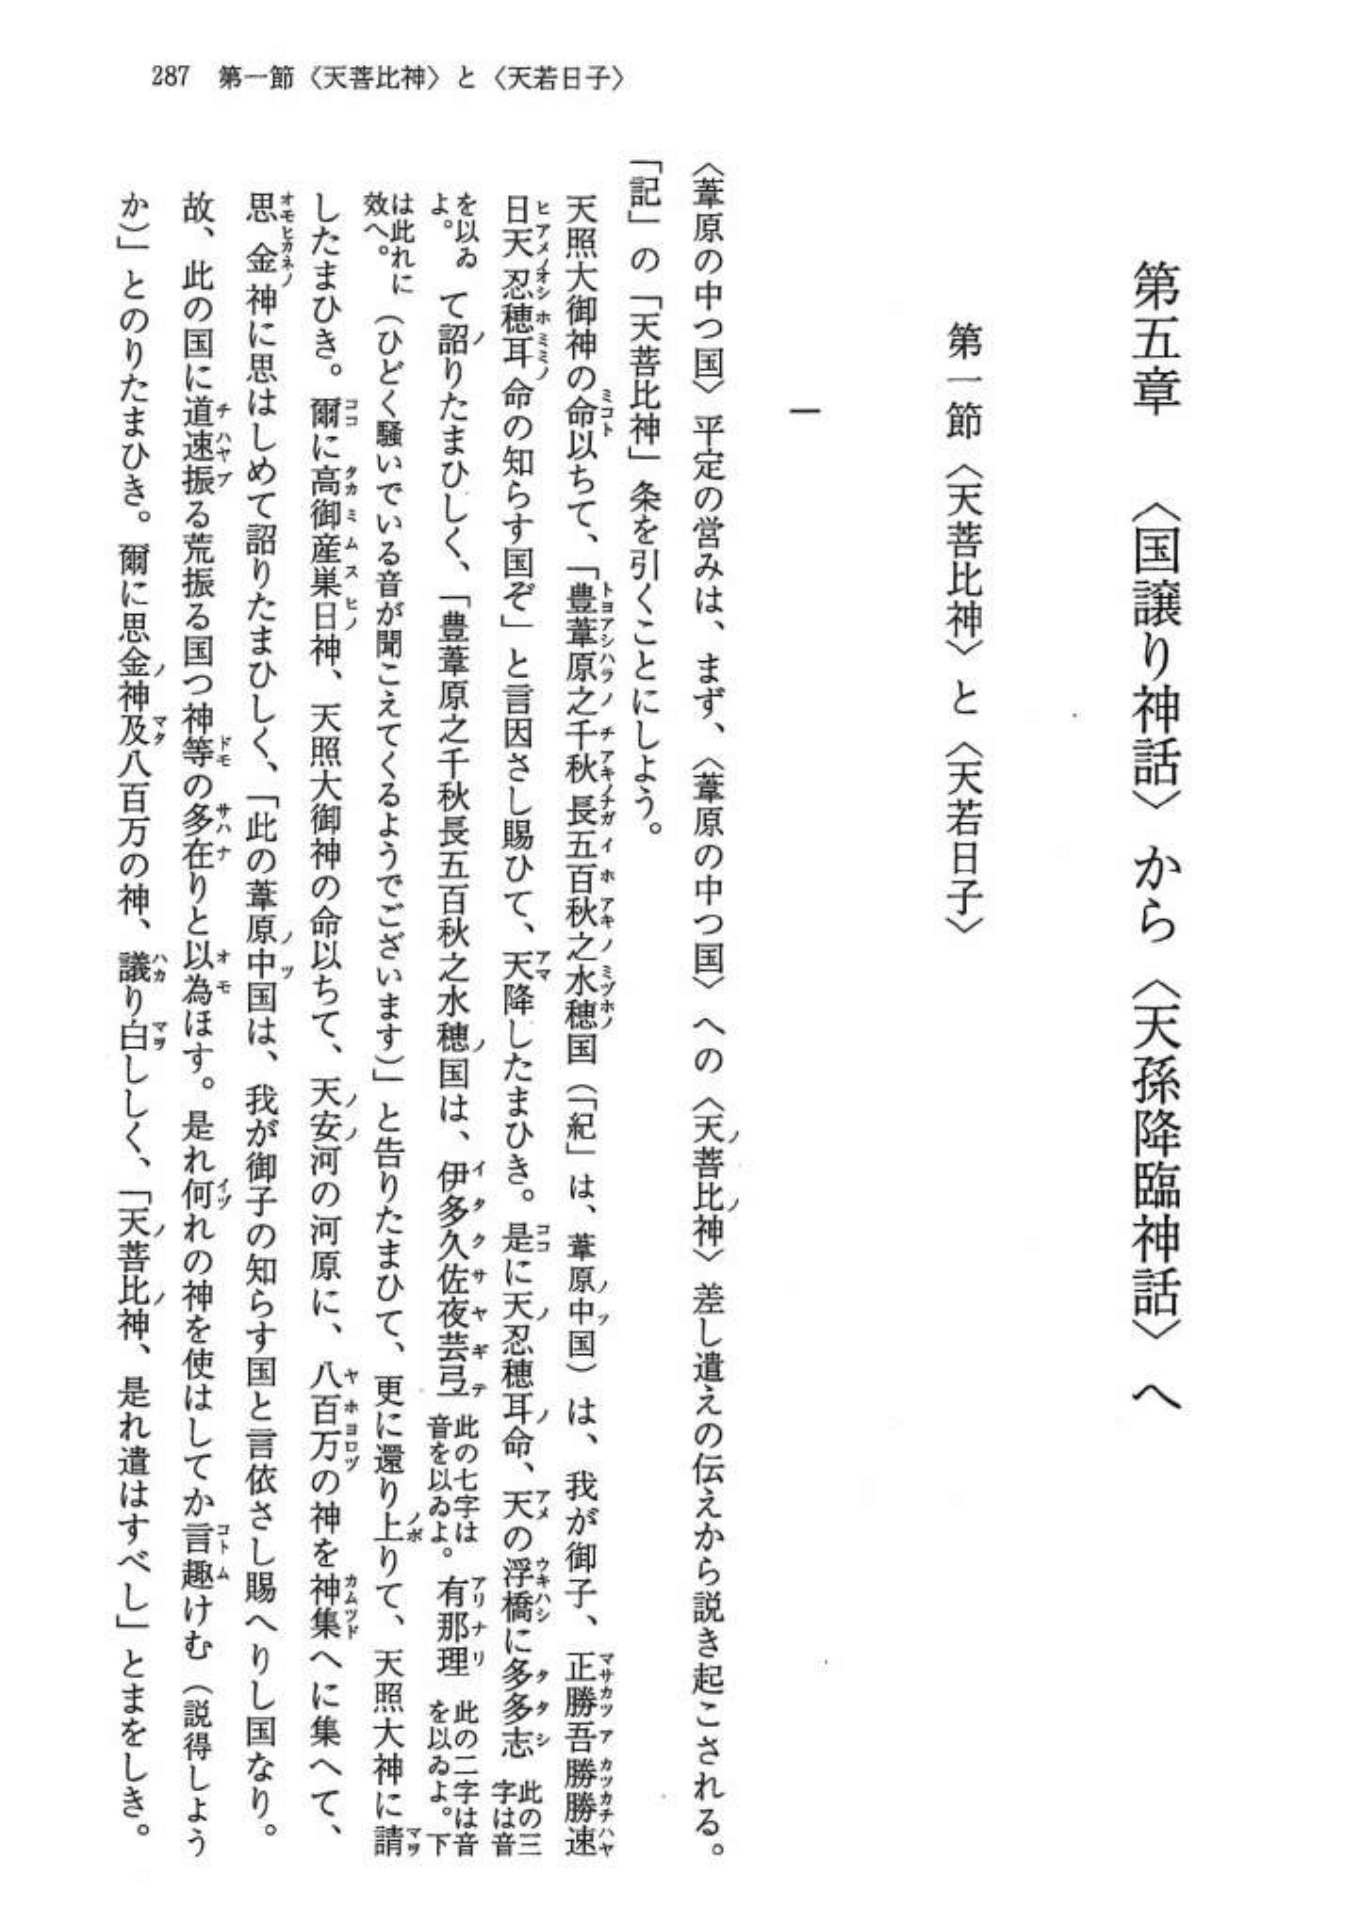 287　第一節〈天菩比神〉と〈天若日子〉
第五章　〈国譲り神話〉から〈天孫降臨神話〉へ
第一節〈天菩比神〉と〈天若日子〉
一
〈葦原の中つ国〉平定の営みは、まず、〈葦原の中つ国〉への〈天菩比神〉差し遣えの伝えから説き起こされる。
「記」の「天菩比神」条を引くことにしよう。
天照大御神の命以ちて、「豊葦原之千秋長五百秋之水穂国（「紀」は、葦原中国）は、我が御子、正勝吾勝勝速
日天忍穂耳命の知らす国ぞ」と言因さし賜ひて、天降したまひき。是に天忍穂耳命、天の浮橋に多多志此の三字は音
を以ゐよ。て詔りたまひしく、「豊葦原之千秋長五百秋之水穂国は、伊多久佐夜芸弖此の七字は音を以ゐよ。有那理此の二字は音を以ゐよ。下
は此れに效へ。（ひどく騒いでいる音が聞こえてくるようでございます）」と告りたまひて、更に還り上りて、天照大神に請
したまひき。爾に高御産巣日神、天照大御神の命以ちて、天安河の河原に、八百万の神を神集へに集へて、
思金神に思はしめて詔りたまひしく、「此の葦原中国は、我が御子の知らす国と言依さし賜へりし国なり。
故、此の国に道速振る荒振る国つ神等の多在りと以為ほす。是れ何れの神を使はしてか言趣けむ（説得しよう
か）」とのりたまひき。爾に思金神及八百万の神、議り白ししく、「天菩比神、是れ遣はすべし」とまをしき。